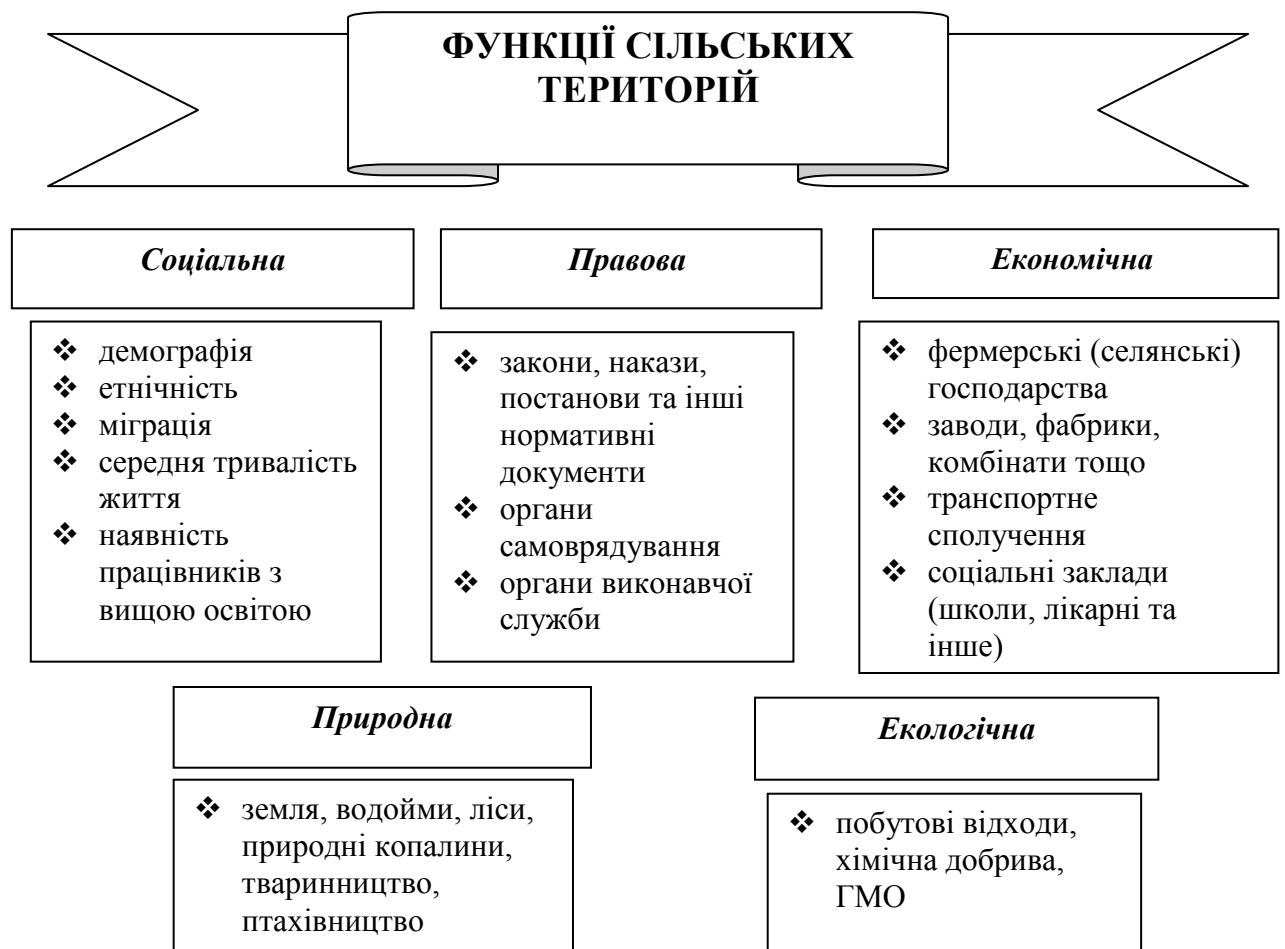 ФУНКЦІЇ СІЛЬСЬКИХ
ТЕРИТОРІЙ
Соціальна
❖ демографія
❖ етнічність
❖ міграція
❖ середня тривалість
життя
❖ наявність
працівників з
вищою освітою
Правова
❖ закони, накази,
постанови та інші
нормативні
документи
❖ органи
самоврядування
❖ органи виконавчої
служби
Економічна
❖ фермерські (селянські)
господарства
❖ заводи, фабрики,
комбінати тощо
❖ транспортне
сполучення
❖ соціальні заклади
(школи, лікарні та
інше)
Природна
❖ земля, водойми, ліси,
природні копалини,
тваринництво,
птахівництво
Екологічна
❖ побутові відходи,
хімічна добрива,
ГМО